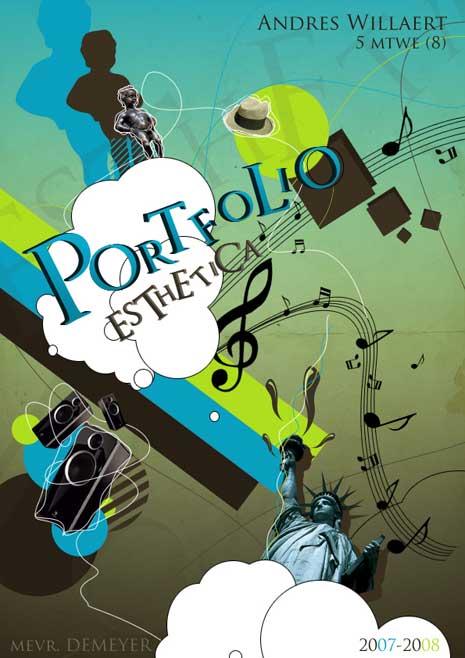 ANDRES WILLAERT
5 MTWE (8)
PORTFOLIO
ESTHETICA
MEVR. DEMEYER
2007-2008